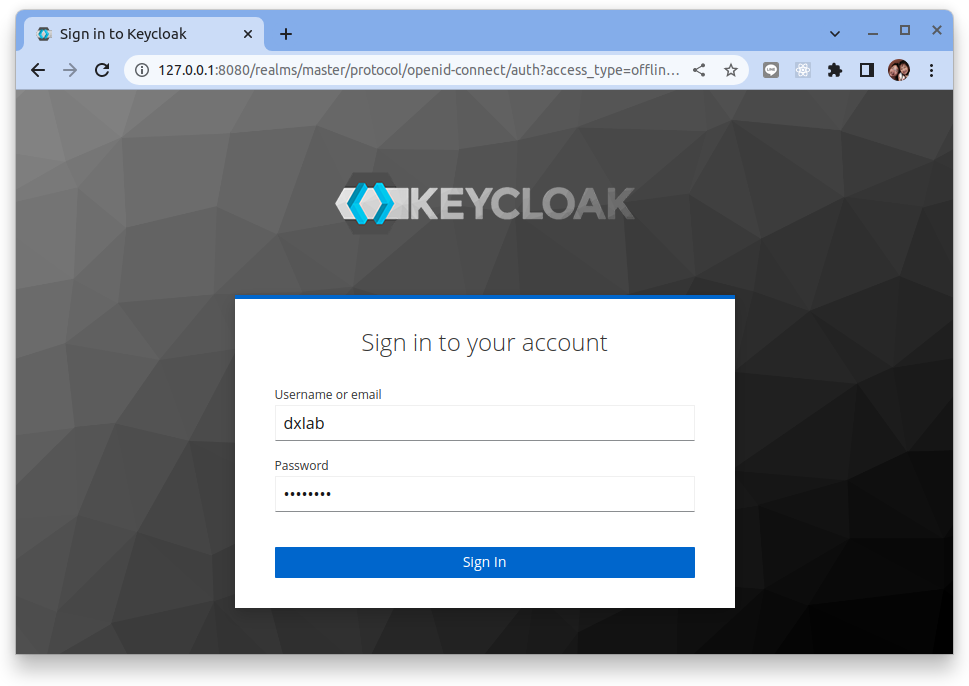 Sign in to Keycloak
127.0.0.1:8080/realms/master/protocol/openid-connect/auth?access_type=offlin...
KEYCLOAK
Sign in to your account
Username or email
dxlab
Password
••••••••
Sign In